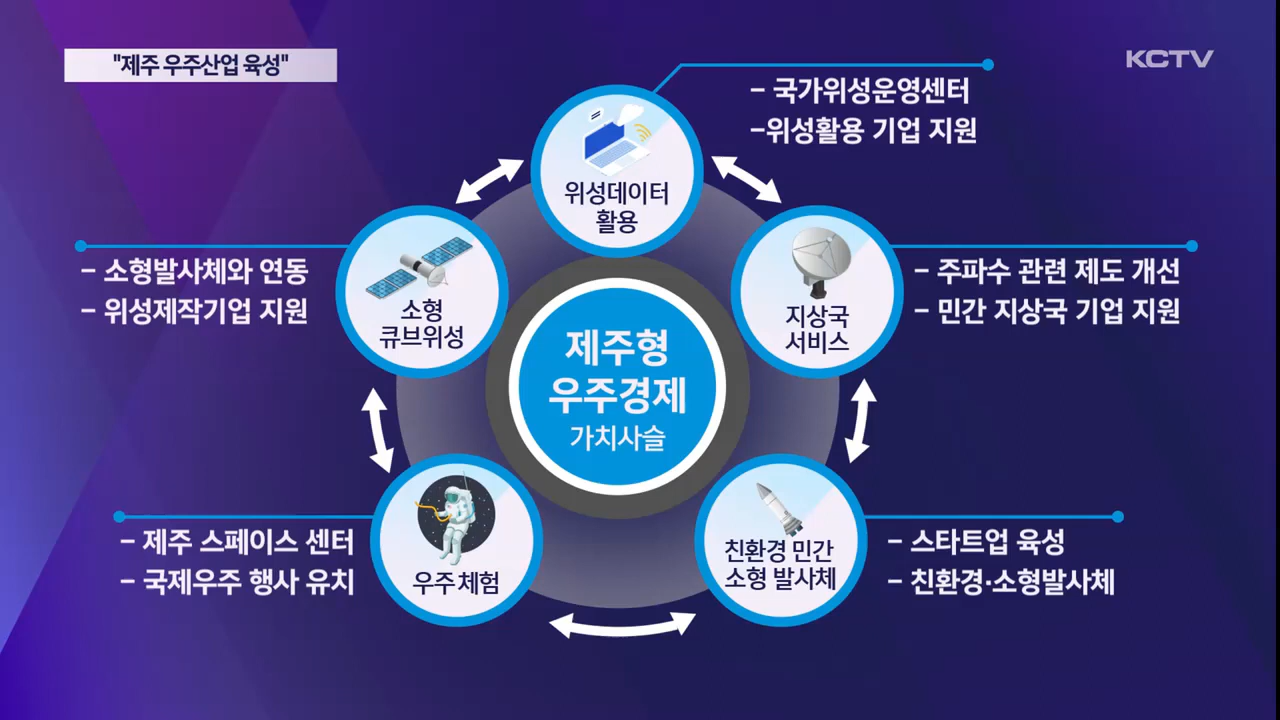 "제주 우주산업 육성"
KCTV
- 국가위성운영센터
-위성활용 기업 지원
위성데이터
활용
- 소형발사체와 연동
- 위성제작기업 지원
소형
큐브위성
지상국
서비스
- 주파수 관련 제도 개선
- 민간 지상국 기업 지원
제주형
우주경제
가치사슬
- 제주 스페이스 센터
- 국제우주 행사 유치
우주 체험
친환경 민간
소형 발사체
- 스타트업 육성
- 친환경·소형발사체